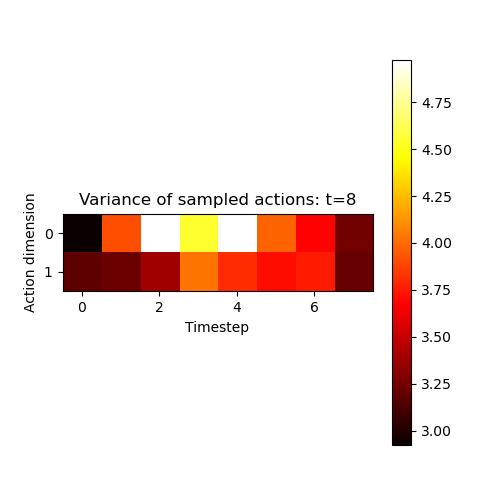 Variance of sampled actions: t=8
Action dimension
0
1
0 2 4 6
Timestep
4.75
4.50
4.25
4.00
3.75
3.50
3.25
3.00